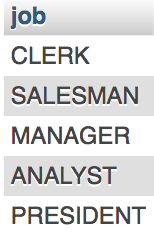 job
CLERK
SALESMAN
MANAGER
ANALYST
PRESIDENT